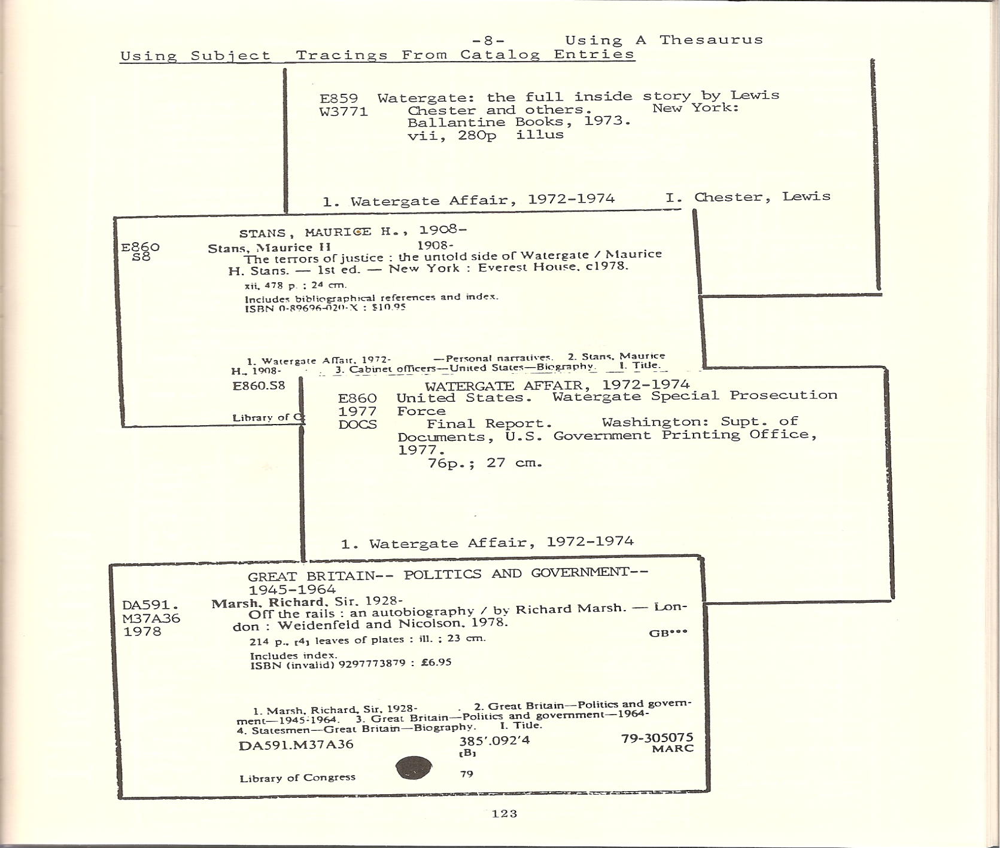 -8- Using A Thesaurus
Using Subject Tracings From Catalog Entries
E859 Watergate: the full inside story by Lewis
W3771 Chester and others. New York:
Ballantine Books, 1973.
vii, 280p illus
1. Watergate Affair, 1972-1974 I. Chester, Lewis
STANS, MAURICE H., 1908-
E860 Stans, Maurice H 1908-
S8 The terrors of justice : the untold side of Watergate / Maurice
H. Stans. — 1st ed. — New York : Everest House, c1978.
xii, 478 p. ; 24 cm.
Includes bibliographical references and index.
ISBN 0-89696-020-X : $10.95
1. Watergate Affair, 1972- —Personal narratives. 2. Stans, Maurice
H., 1908- . 3. Cabinet officers—United States—Biography. I. Title.
E860.S8
Library of C
WATERGATE AFFAIR, 1972-1974
E860 United States. Watergate Special Prosecution
1977 Force
DOCS Final Report. Washington: Supt. of
Documents, U.S. Government Printing Office,
1977.
76p.; 27 cm.
1. Watergate Affair, 1972-1974
GREAT BRITAIN-- POLITICS AND GOVERNMENT--
1945-1964
DA591. Marsh, Richard, Sir, 1928-
M37A36 Off the rails : an autobiography / by Richard Marsh. — Lon-
1978 don : Weidenfeld and Nicolson, 1978.
GB***
214 p., [4] leaves of plates : ill. ; 23 cm.
Includes index.
ISBN (invalid) 9297773879 : £6.95
1. Marsh, Richard, Sir, 1928- . 2. Great Britain—Politics and govern-
ment—1945-1964. 3. Great Britain—Politics and government—1964-
4. Statesmen—Great Britain—Biography. I. Title.
DA591.M37A36 385'.092'4 79-305075
[B] MARC
Library of Congress 79
123